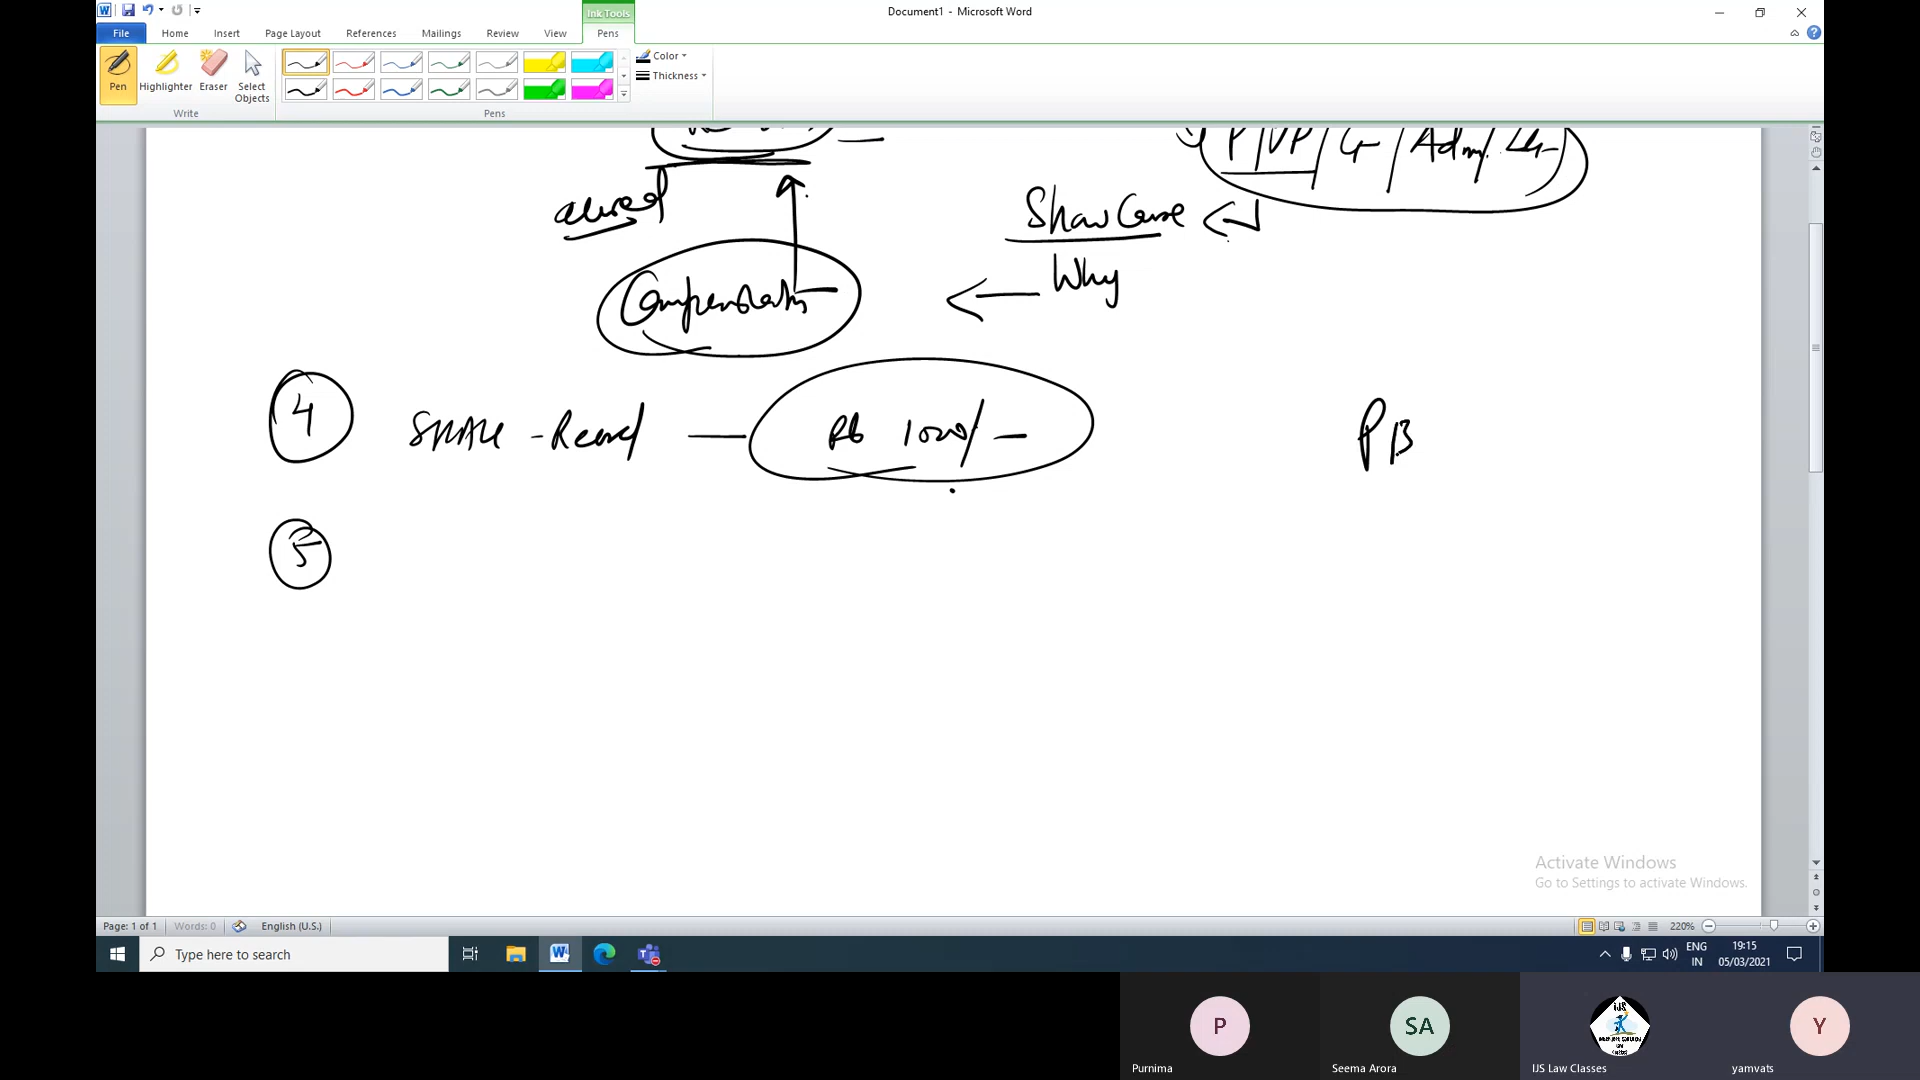 Ink Tools
Document1 - Microsoft Word
File Home Insert Page Layout References Mailings Review View Pens
Color
Thickness
Pen Highlighter Eraser Select Objects
Write Pens
P/VP/ Gr/
Show Cause
Why
4
Rs 1000/-
PB
5
Activate Windows
Go to Settings to activate Windows.
Page: 1 of 1 Words: 0 English (U.S.) 220%
Type here to search
ENG
IN
19:15
05/03/2021
P SA IJS Y
Purnima Seema Arora IJS Law Classes yamvats